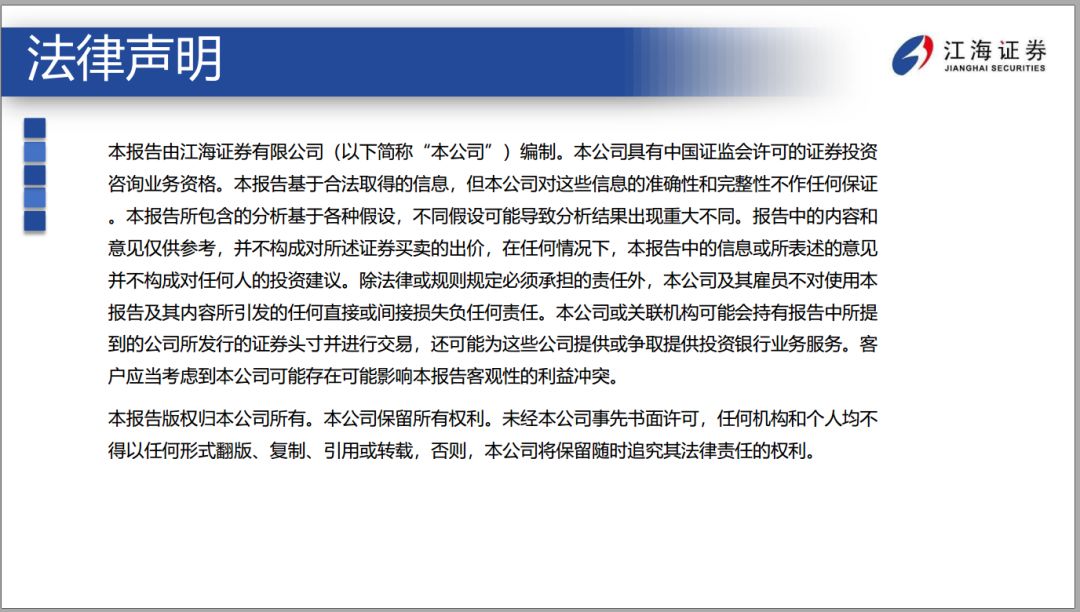 法律声明
江海证券
JIANGHAI SECURITIES
本报告由江海证券有限公司（以下简称“本公司”）编制。本公司具有中国证监会许可的证券投资
咨询业务资格。本报告基于合法取得的信息，但本公司对这些信息的准确性和完整性不作任何保证
。本报告所包含的分析基于各种假设，不同假设可能导致分析结果出现重大不同。报告中的内容和
意见仅供参考，并不构成对所述证券买卖的出价，在任何情况下，本报告中的信息或所表述的意见
并不构成对任何人的投资建议。除法律或规则规定必须承担的责任外，本公司及其雇员不对使用本
报告及其内容所引发的任何直接或间接损失负任何责任。本公司或关联机构可能会持有报告中所提
到的公司所发行的证券头寸并进行交易，还可能为这些公司提供或争取提供投资银行业务服务。客
户应当考虑到本公司可能存在可能影响本报告客观性的利益冲突。
本报告版权归本公司所有。本公司保留所有权利。未经本公司事先书面许可，任何机构和个人均不
得以任何形式翻版、复制、引用或转载，否则，本公司将保留随时追究其法律责任的权利。